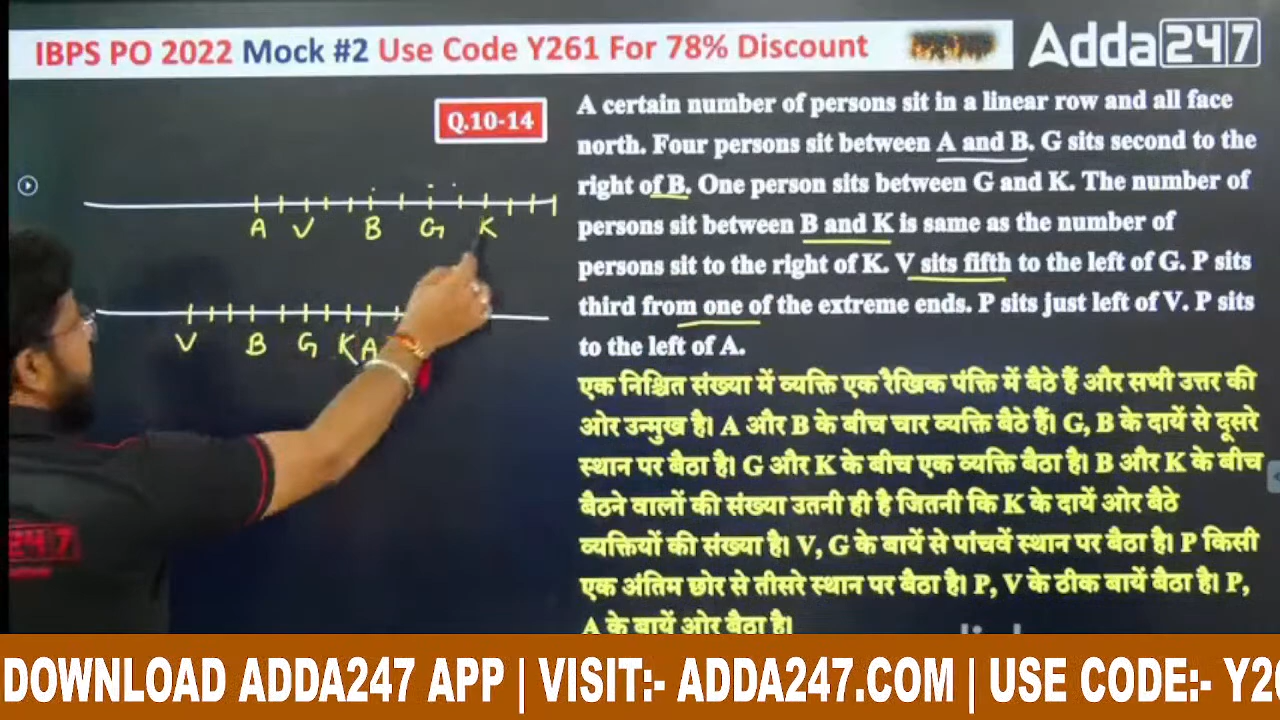 IBPS PO 2022 Mock #2 Use Code Y261 For 78% Discount
Adda247
Q.10-14
A certain number of persons sit in a linear row and all face
north. Four persons sit between A and B. G sits second to the
right of B. One person sits between G and K. The number of
persons sit between B and K is same as the number of
persons sit to the right of K. V sits fifth to the left of G. P sits
third from one of the extreme ends. P sits just left of V. P sits
to the left of A.
एक निश्चित संख्या में व्यक्ति एक रैखिक पंक्ति में बैठे हैं और सभी उत्तर की
ओर उन्मुख है। A और B के बीच चार व्यक्ति बैठे हैं। G, B के दायें से दूसरे
स्थान पर बैठा है। G और K के बीच एक व्यक्ति बैठा है। B और K के बीच
बैठने वालों की संख्या उतनी ही है जितनी कि K के दायें ओर बैठे
व्यक्तियों की संख्या है। V, G के बायें से पांचवें स्थान पर बैठा है। P किसी
एक अंतिम छोर से तीसरे स्थान पर बैठा है। P, V के ठीक बायें बैठा है। P,
A के बायें ओर बैठा है।
A V B G K
V B G K A
247
DOWNLOAD ADDA247 APP | VISIT:- ADDA247.COM | USE CODE:- Y2